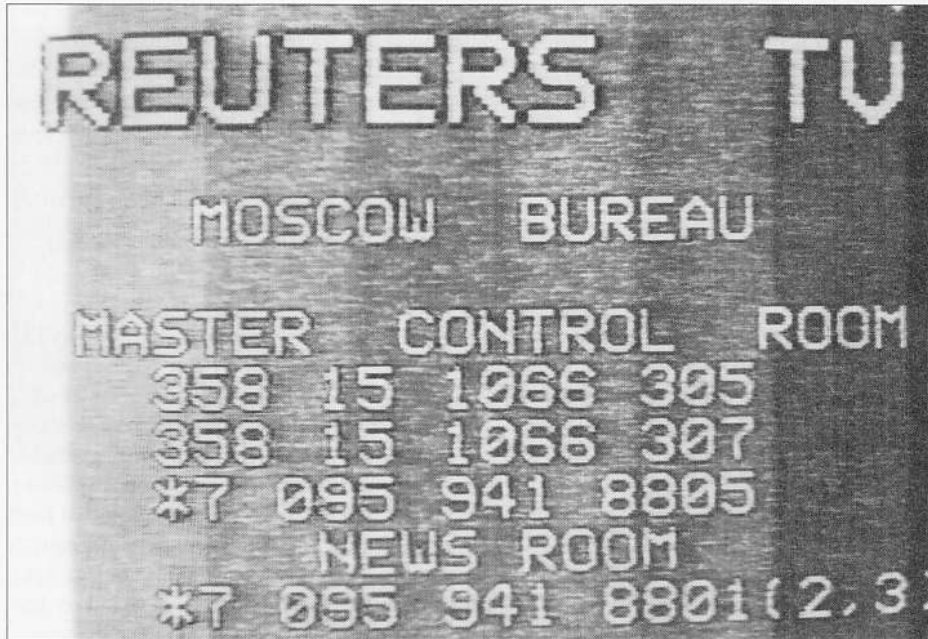 REUTERS TV
MOSCOW BUREAU
MASTER CONTROL ROOM
358 15 1066 305
358 15 1066 307
*7 095 941 8805
NEWS ROOM
*7 095 941 8801(2,3)